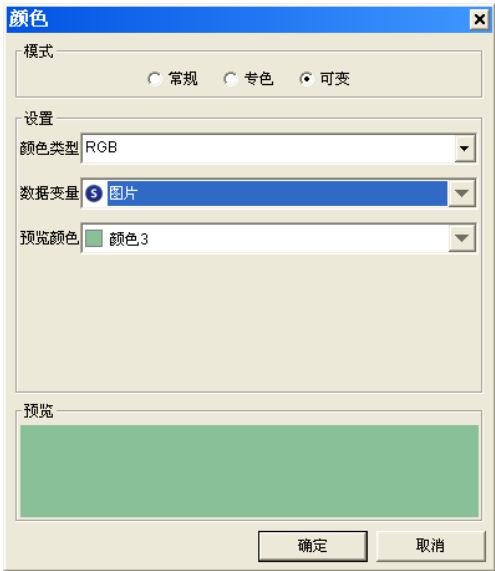 颜色
模式
常规 专色 可变
设置
颜色类型 RGB
数据变量 S 图片
预览颜色 颜色3
预览
确定 取消